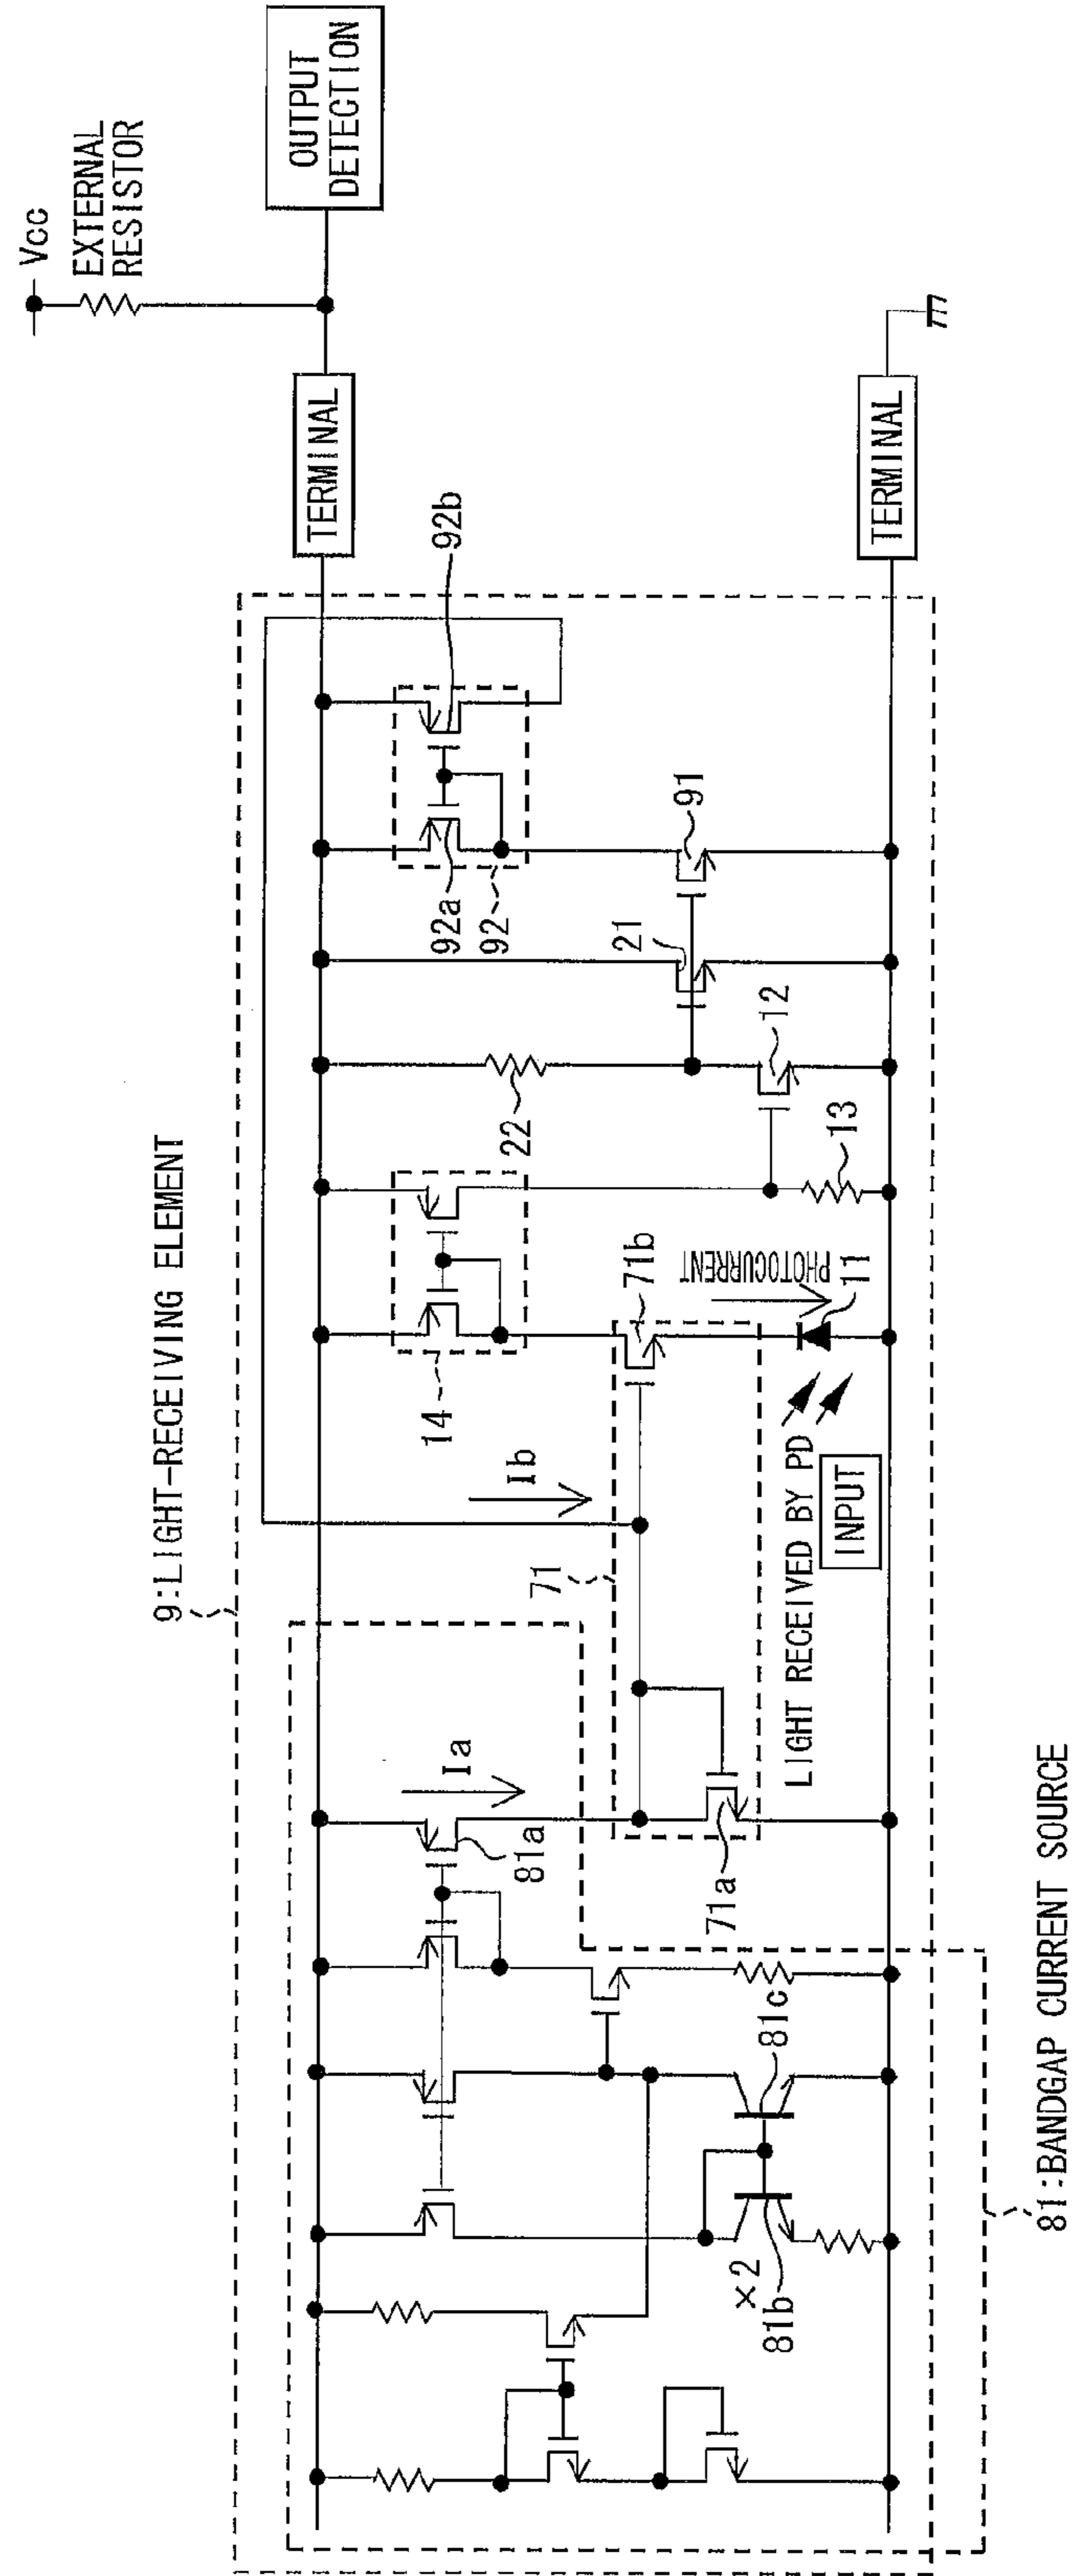 9:LIGHT-RECEIVING ELEMENT
Vcc
EXTERNAL
RESISTOR
OUTPUT
DETECTION
TERMINAL
TERMINAL
92b
92a
92
91
21
12
22
13
14
71b
PHOTOCURRENT
11
Ib
71
LIGHT RECEIVED BY PD
INPUT
Ia
81a
71a
81c
×2
81b
81:BANDGAP CURRENT SOURCE